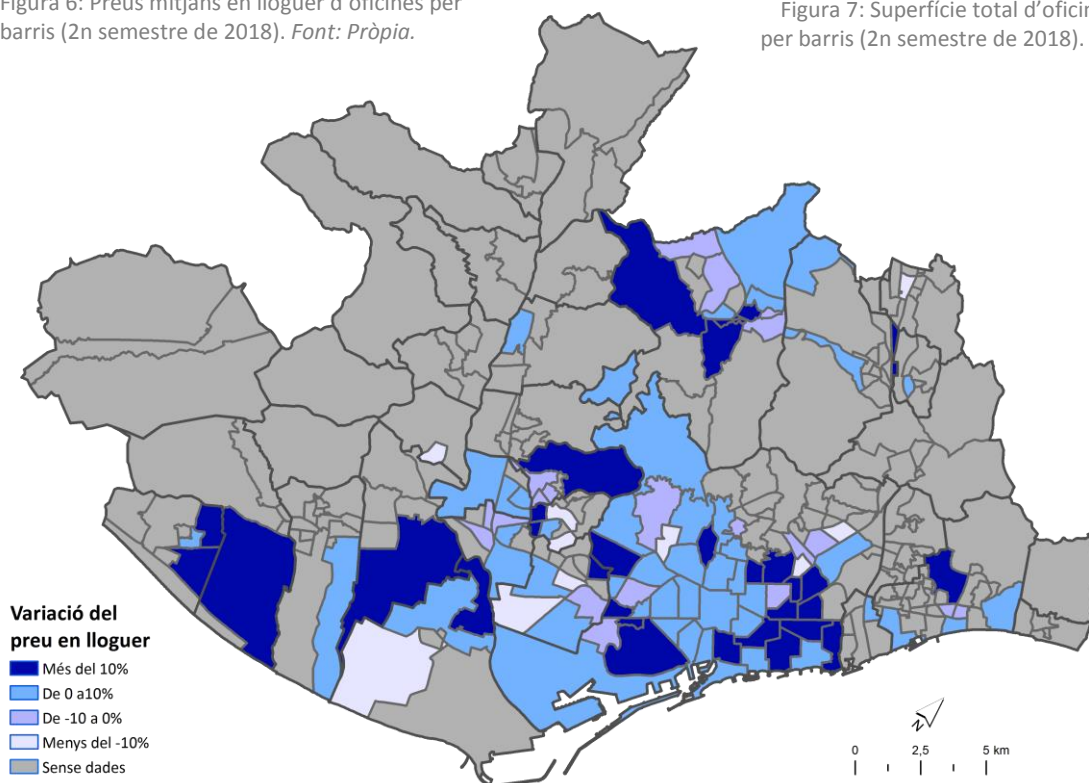 Figura 6: Preus mitjans en lloguer d'oficines per
barris (2n semestre de 2018). Font: Pròpia.
Figura 7: Superfície total d'oficin
per barris (2n semestre de 2018).
Variació del
preu en lloguer
Més del 10%
De 0 a10%
De -10 a 0%
Menys del -10%
Sense dades
N
0 2,5 5 km